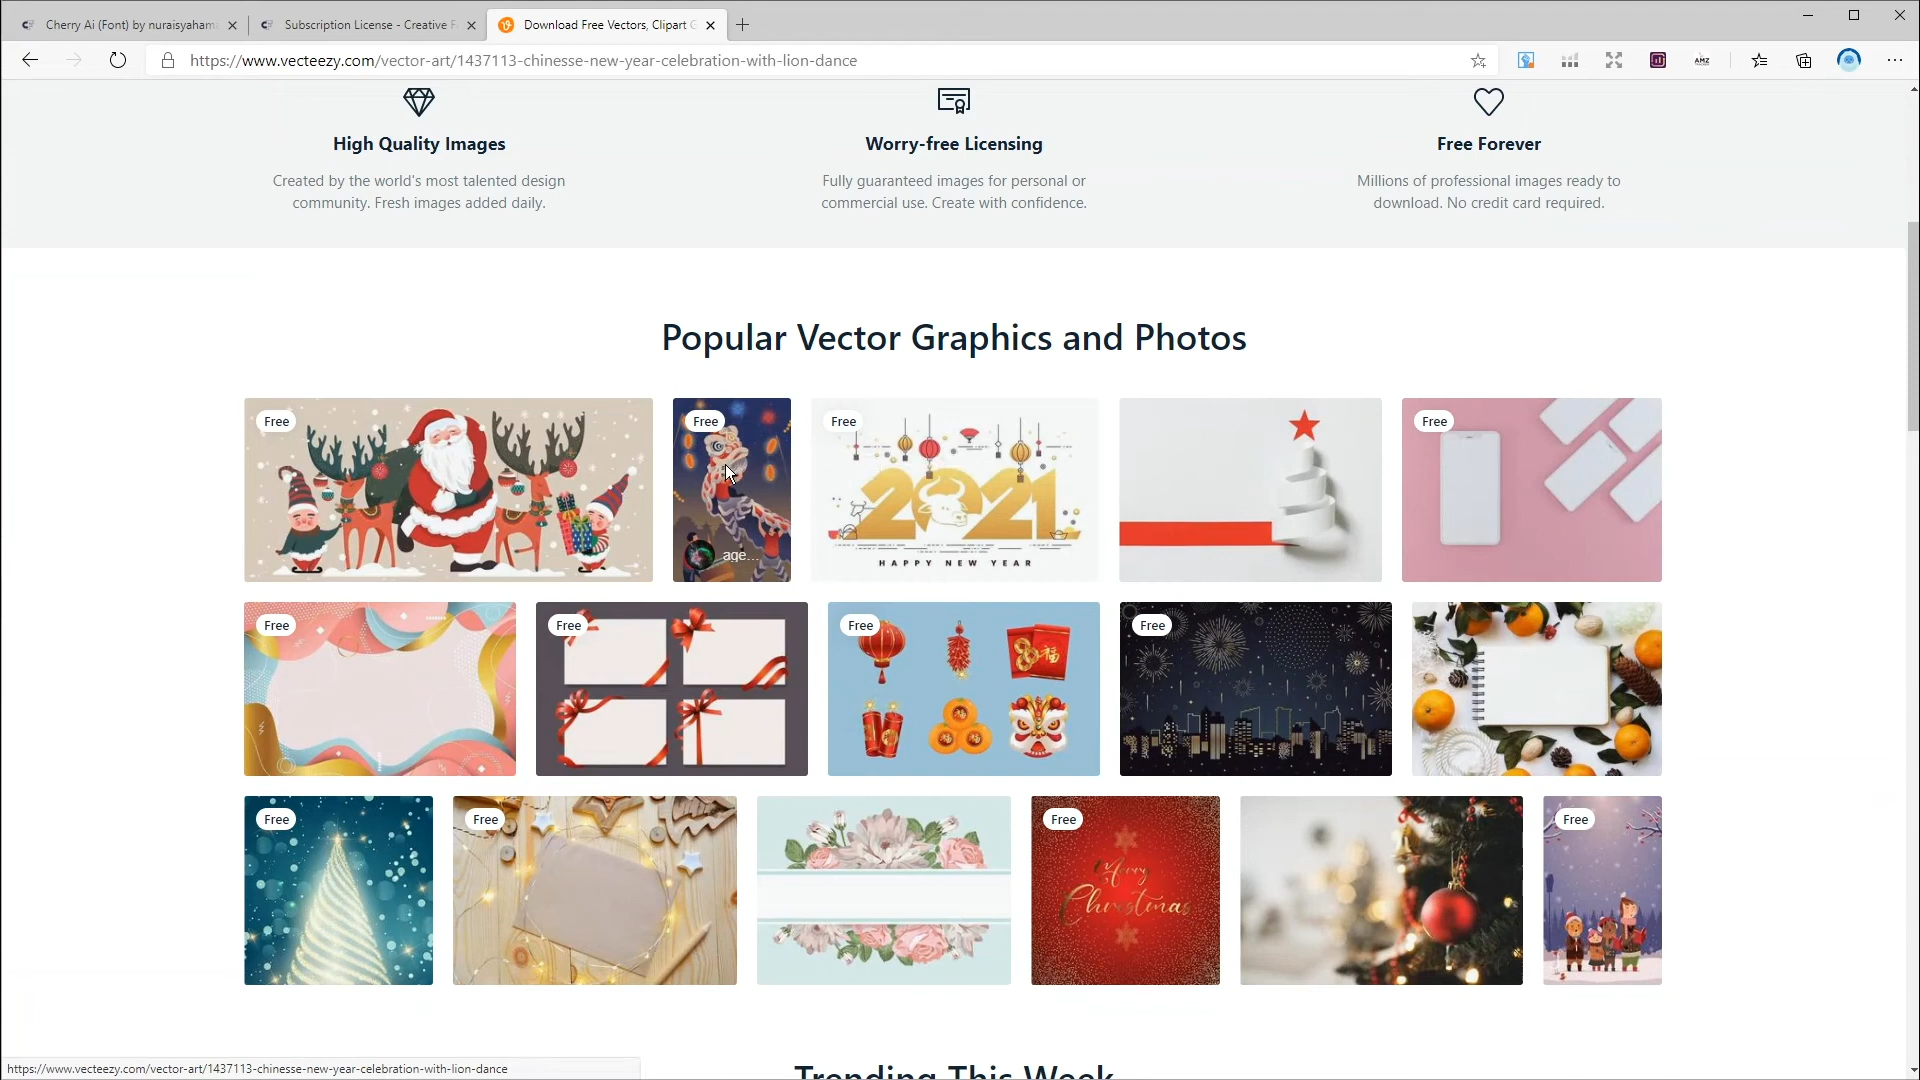 Cherry Ai (Font) by nuraisyaham
Subscription License - Creative F
Download Free Vectors, Clipart G
https://www.vecteezy.com/vector-art/1437113-chinesse-new-year-celebration-with-lion-dance
AMZ
High Quality Images
Worry-free Licensing
Free Forever
Created by the world's most talented design
community. Fresh images added daily.
Fully guaranteed images for personal or
commercial use. Create with confidence.
Millions of professional images ready to
download. No credit card required.
Popular Vector Graphics and Photos
Free
Free
age...
Free
2021
HAPPY NEW YEAR
Free
Free
Free
Free
福
Free
Free
Free
Free
Merry
Christmas
Free
Trending This Week
https://www.vecteezy.com/vector-art/1437113-chinesse-new-year-celebration-with-lion-dance